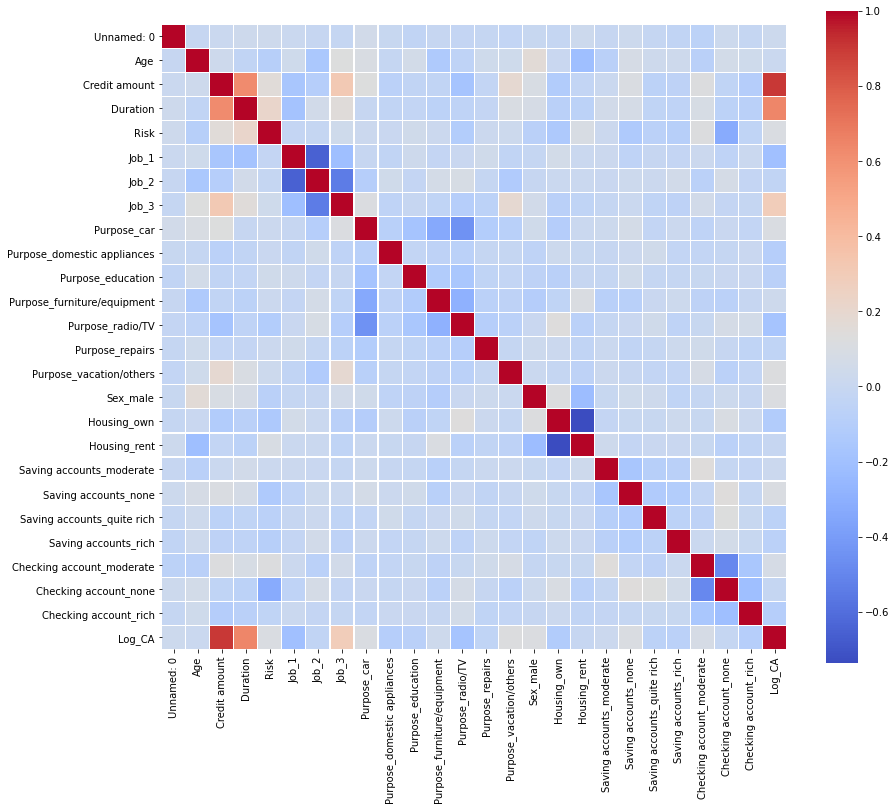 Unnamed: 0
Age
Credit amount
Duration
Risk
Job_1
Job_2
Job_3
Purpose_car
Purpose_domestic appliances
Purpose_education
Purpose_furniture/equipment
Purpose_radio/TV
Purpose_repairs
Purpose_vacation/others
Sex_male
Housing_own
Housing_rent
Saving accounts_moderate
Saving accounts_none
Saving accounts_quite rich
Saving accounts_rich
Checking account_moderate
Checking account_none
Checking account_rich
Log_CA
Unnamed: 0
Age
Credit amount
Duration
Risk
Job_1
Job_2
Job_3
Purpose_car
Purpose_domestic appliances
Purpose_education
Purpose_furniture/equipment
Purpose_radio/TV
Purpose_repairs
Purpose_vacation/others
Sex_male
Housing_own
Housing_rent
Saving accounts_moderate
Saving accounts_none
Saving accounts_quite rich
Saving accounts_rich
Checking account_moderate
Checking account_none
Checking account_rich
Log_CA
1.0
0.8
0.6
0.4
0.2
0.0
−0.2
−0.4
−0.6